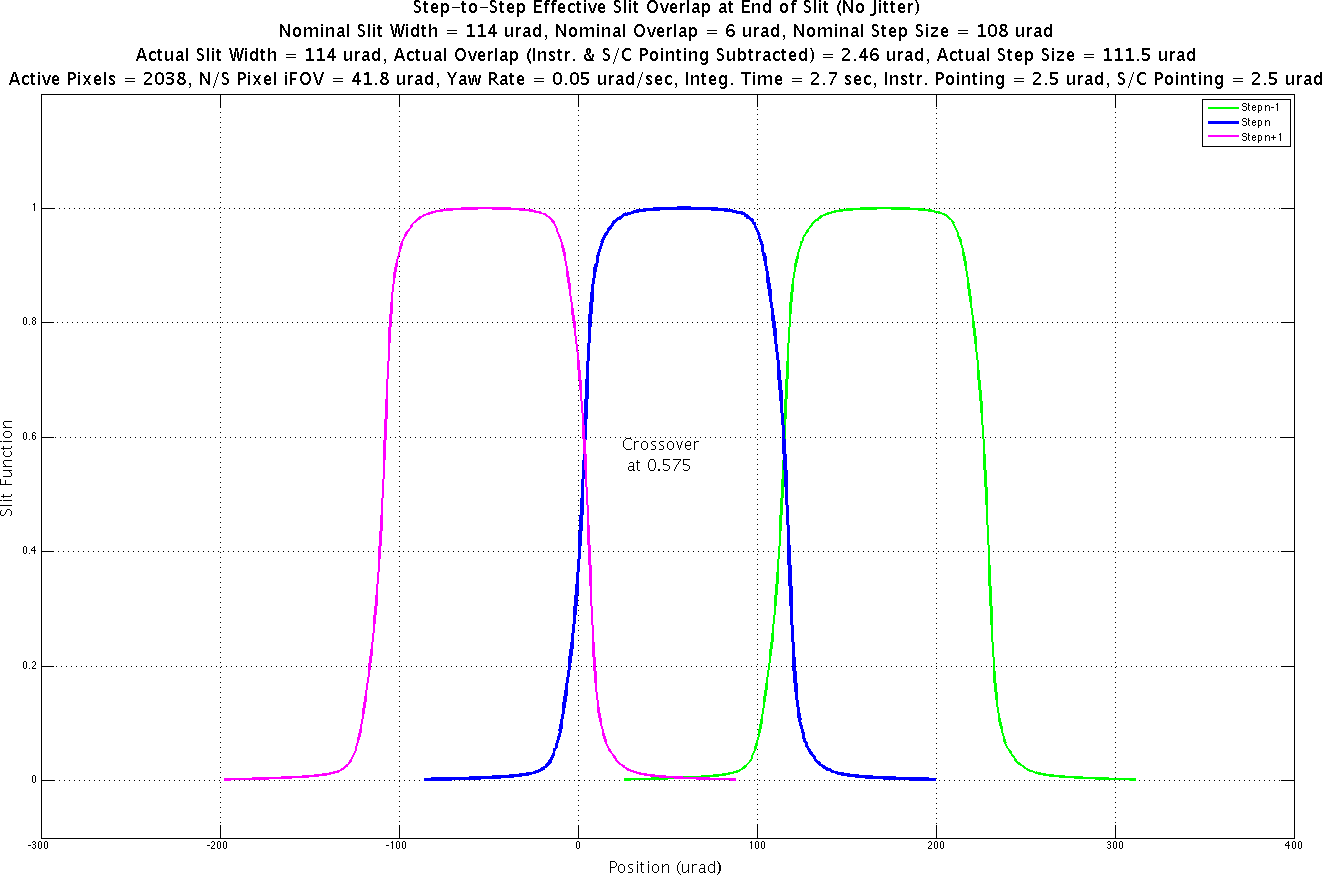 Step-to-Step Effective Slit Overlap at End of Slit (No Jitter)
Nominal Slit Width = 114 urad, Nominal Overlap = 6 urad, Nominal Step Size = 108 urad
Actual Slit Width = 114 urad, Actual Overlap (Instr. & S/C Pointing Subtracted) = 2.46 urad, Actual Step Size = 111.5 urad
Active Pixels = 2038, N/S Pixel iFOV = 41.8 urad, Yaw Rate = 0.05 urad/sec, Integ. Time = 2.7 sec, Instr. Pointing = 2.5 urad, S/C Pointing = 2.5 urad
Step n-1
Step n
Step n+1
1
0.8
0.6
0.4
0.2
0
Slit Function
Crossover
at 0.575
-300 -200 -100 0 100 200 300 400
Position (urad)